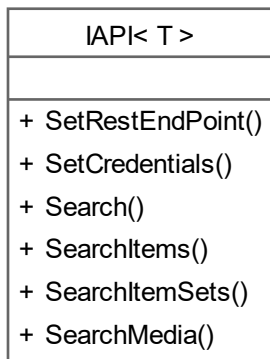 IAPI< T >
+ SetRestEndPoint()
+ SetCredentials()
+ Search()
+ SearchItems()
+ SearchItemSets()
+ SearchMedia()